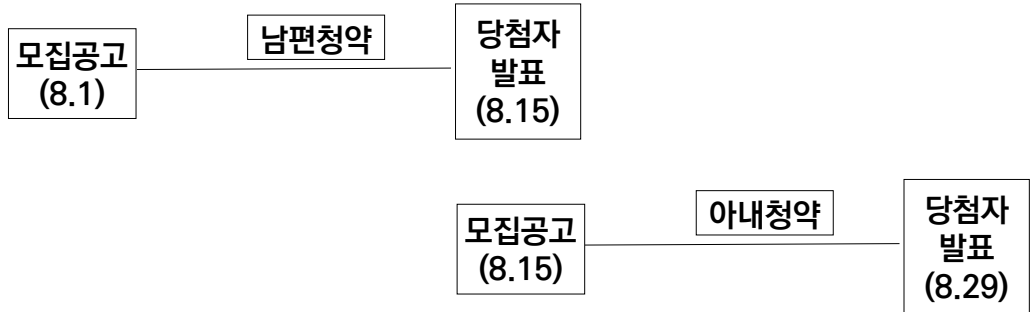 모집공고
(8.1)
남편청약
당첨자
발표
(8.15)
모집공고
(8.15)
아내청약
당첨자
발표
(8.29)